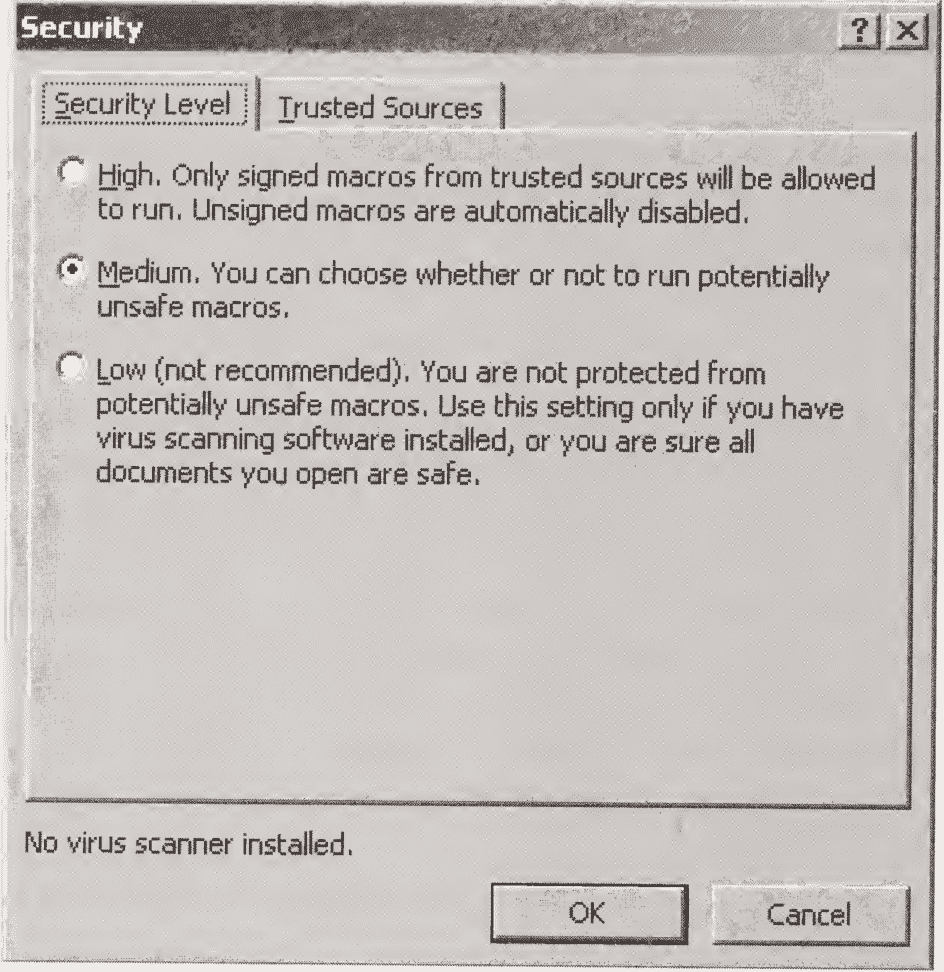 Security
? X
Security Level Trusted Sources
High. Only signed macros from trusted sources will be allowed
to run. Unsigned macros are automatically disabled.
Medium. You can choose whether or not to run potentially
unsafe macros.
Low (not recommended). You are not protected from
potentially unsafe macros. Use this setting only if you have
virus scanning software installed, or you are sure all
documents you open are safe.
No virus scanner installed.
OK Cancel